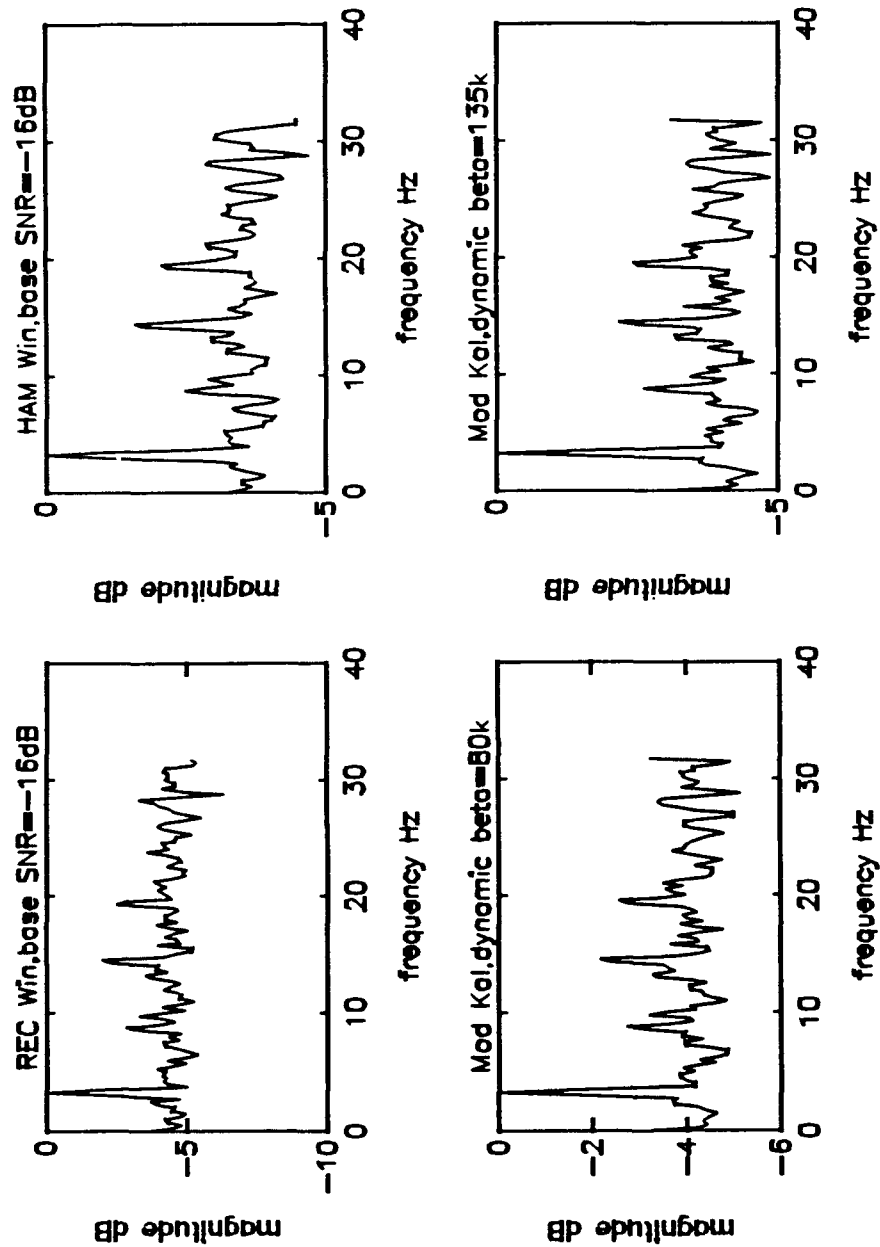 REC Win,base SNR=-16dB
0
-5
-10
magnitude dB
0
10
20
30
40
frequency Hz
HAM Win,base SNR=-16dB
0
-5
magnitude dB
0
10
20
30
40
frequency Hz
Mod Kal,dynamic beta=80k
0
-2
-4
-6
magnitude dB
0
10
20
30
40
frequency Hz
Mod Kal,dynamic beta=135k
0
-5
magnitude dB
0
10
20
30
40
frequency Hz